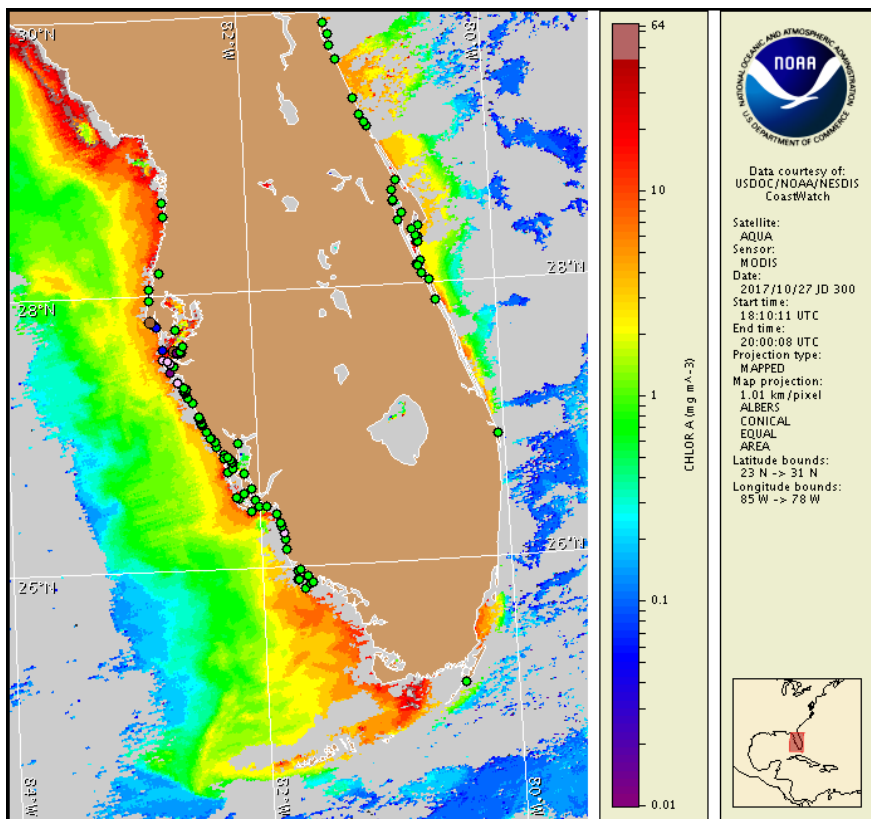 30°N
82°W
80°W
28°N
28°N
26°N
26°N
84°W
82°W
80°W
64
10
1
0.1
0.01
CHLOR A (mg m^-3)
NATIONAL OCEANIC AND ATMOSPHERIC ADMINISTRATION
NOAA
U.S. DEPARTMENT OF COMMERCE
Data courtesy of:
USDOC/NOAA/NESDIS
CoastWatch
Satellite:
AQUA
Sensor:
MODIS
Date:
2017/10/27 JD 300
Start time:
18:10:11 UTC
End time:
20:00:08 UTC
Projection type:
MAPPED
Map projection:
1.01 km/pixel
ALBERS
CONICAL
EQUAL
AREA
Latitude bounds:
23 N -> 31 N
Longitude bounds:
85 W -> 78 W